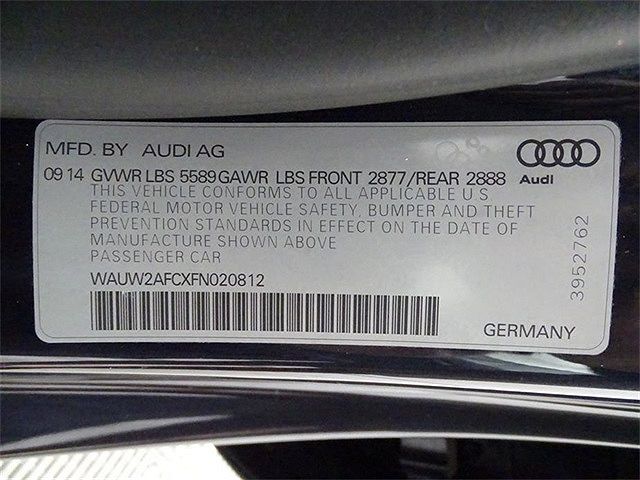 MFD. BY AUDI AG
09 14 GVWR LBS 5589 GAWR LBS FRONT 2877/REAR 2888
Audi
THIS VEHICLE CONFORMS TO ALL APPLICABLE U S
FEDERAL MOTOR VEHICLE SAFETY, BUMPER AND THEFT
PREVENTION STANDARDS IN EFFECT ON THE DATE OF
MANUFACTURE SHOWN ABOVE
PASSENGER CAR
WAUW2AFCXFN020812
GERMANY
3952762